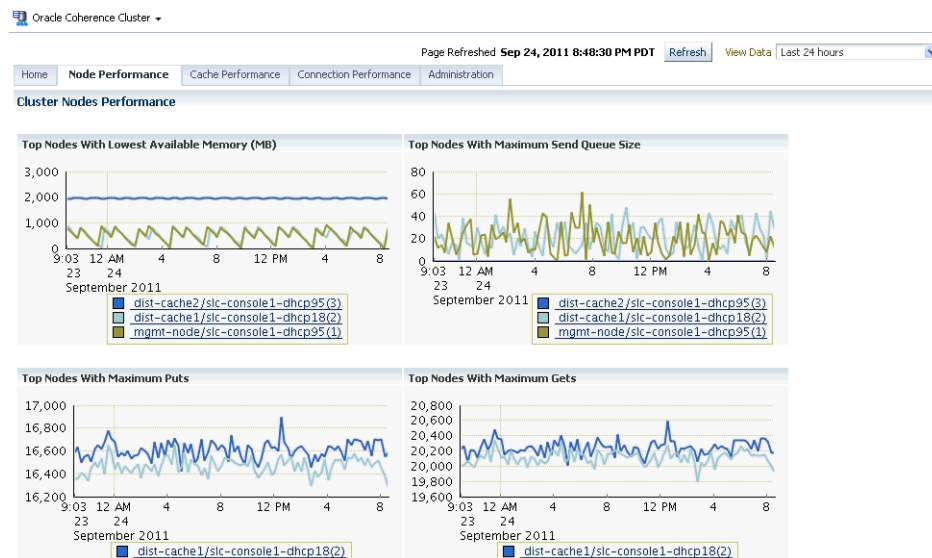 Oracle Coherence Cluster
Page Refreshed Sep 24, 2011 8:48:30 PM PDT Refresh View Data Last 24 hours
Home Node Performance Cache Performance Connection Performance Administration
Cluster Nodes Performance
Top Nodes With Lowest Available Memory (MB)
3,000
2,000
1,000
0
9:03 12 AM 4 8 12 PM 4 8
23 24
September 2011
dist-cache2/slc-console1-dhcp95(3)
dist-cache1/slc-console1-dhcp18(2)
mgmt-node/slc-console1-dhcp95(1)
Top Nodes With Maximum Send Queue Size
80
60
40
20
0
9:03 12 AM 4 8 12 PM 4 8
23 24
September 2011
dist-cache2/slc-console1-dhcp95(3)
dist-cache1/slc-console1-dhcp18(2)
mgmt-node/slc-console1-dhcp95(1)
Top Nodes With Maximum Puts
17,000
16,800
16,600
16,400
16,200
9:03 12 AM 4 8 12 PM 4 8
23 24
September 2011
dist-cache1/slc-console1-dhcp18(2)
Top Nodes With Maximum Gets
20,800
20,600
20,400
20,200
20,000
19,800
19,600
9:03 12 AM 4 8 12 PM 4 8
23 24
September 2011
dist-cache1/slc-console1-dhcp18(2)